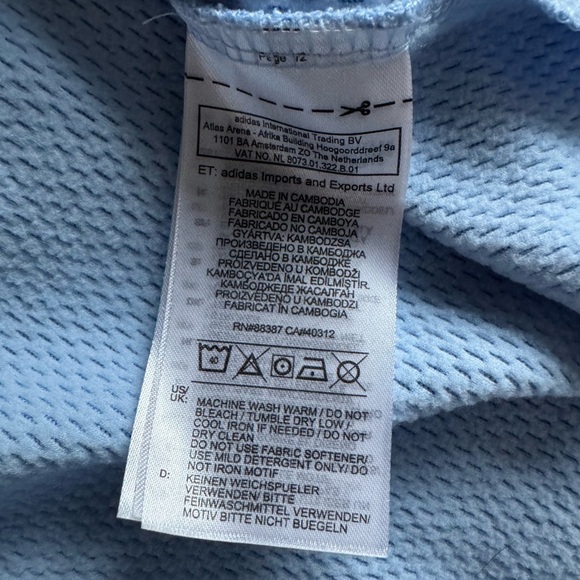 Page 12
adidas International Trading BV
Atlas Arena - Afrika Building Hoogoorddreef 9a
1101 BA Amsterdam ZO The Netherlands
VAT NO. NL 8073.01.322.B.01
ET: adidas Imports and Exports Ltd
MADE IN CAMBODIA
FABRIQUÉ AU CAMBODGE
FABRICADO EN CAMBOYA
FABRICADO NO CAMBOJA
GYÁRTVA: KAMBODZSA
ПРОИЗВЕДЕНО В КАМБОДЖА
СДЕЛАНО В КАМБОДЖЕ
PROIZVEDENO U KOMBODŽI
KAMBOÇYA'DA İMAL EDİLMİŞTİR.
КАМБОДЖЕДЕ ЖАСАЛҒАН
PROIZVEDENO U KAMBODZI
FABRICAT IN CAMBOGIA
RN#88387 CA#40312
40
US/
UK: MACHINE WASH WARM / DO NOT
BLEACH / TUMBLE DRY LOW /
COOL IRON IF NEEDED / DO NOT
DRY CLEAN
DO NOT USE FABRIC SOFTENER/
USE MILD DETERGENT ONLY/ DO
NOT IRON MOTIF
D: KEINEN WEICHSPUELER
VERWENDEN/ BITTE
FEINWASCHMITTEL VERWENDEN/
MOTIV BITTE NICHT BUEGELN